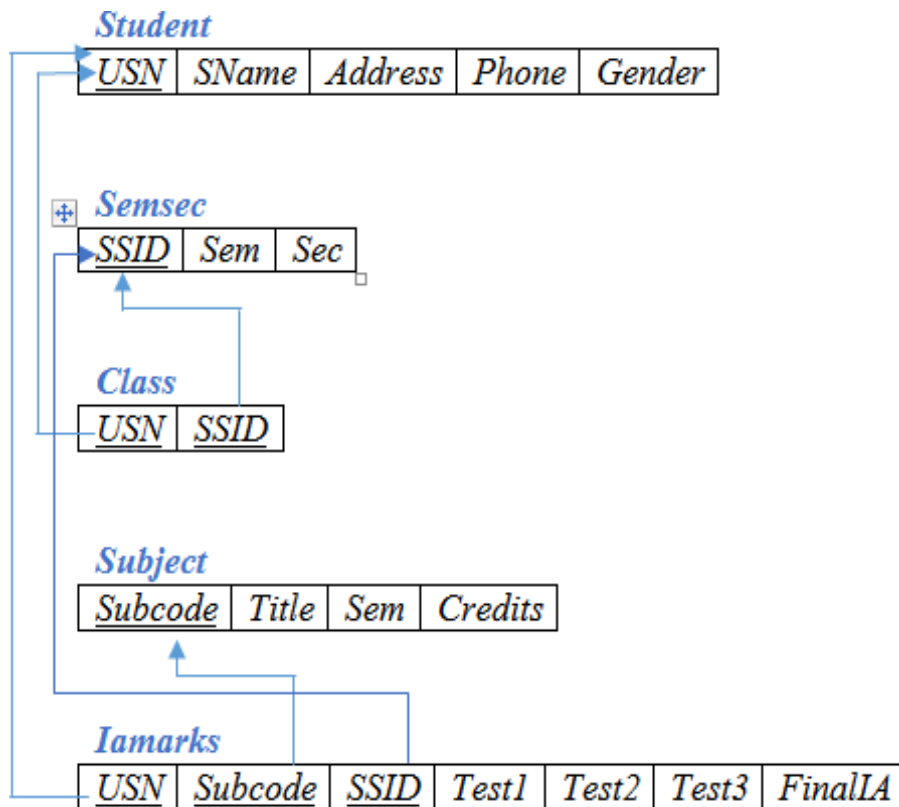 Student
USN SName Address Phone Gender
Semsec
SSID Sem Sec
Class
USN SSID
Subject
Subcode Title Sem Credits
Iamarks
USN Subcode SSID Test1 Test2 Test3 FinalIA